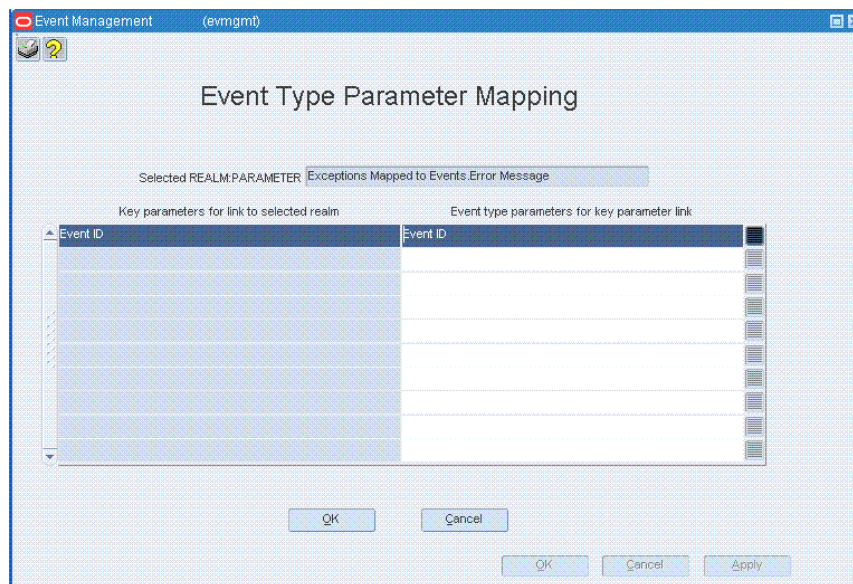 Event Management (evmgmt)
Event Type Parameter Mapping
Selected REALM:PARAMETER Exceptions Mapped to Events.Error Message
Key parameters for link to selected realm Event type parameters for key parameter link
Event ID Event ID
OK Cancel
OK Cancel Apply